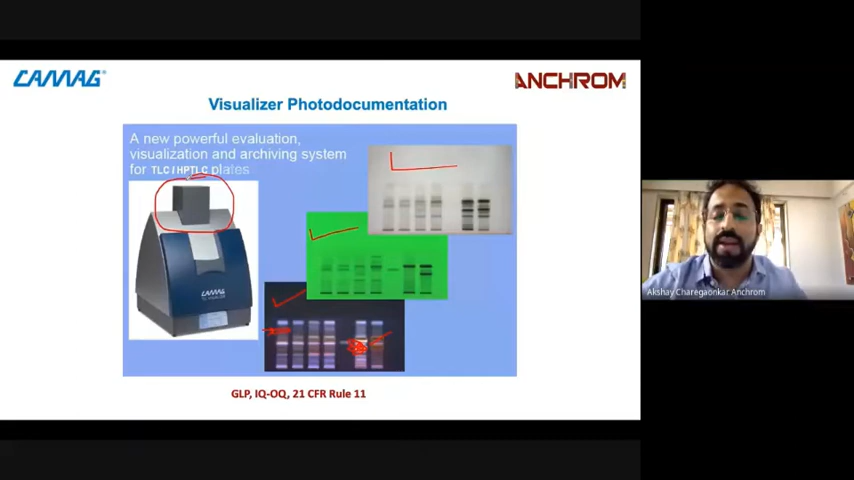 CAMAG
ANCHROM
Visualizer Photodocumentation
A new powerful evaluation,
visualization and archiving system
for TLC / HPTLC plates
CAMAG
GLP, IQ-OQ, 21 CFR Rule 11
Akshay Charegaonkar Anchrom